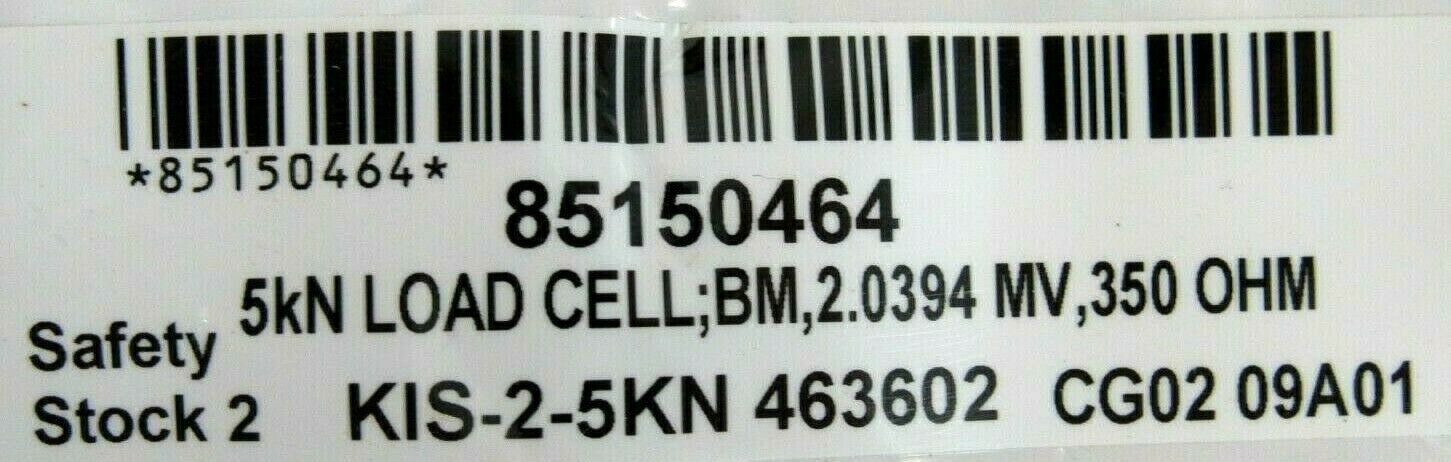 *85150464*
85150464
5kN LOAD CELL;BM,2.0394 MV,350 OHM
Safety
Stock 2 KIS-2-5KN 463602 CG02 09A01